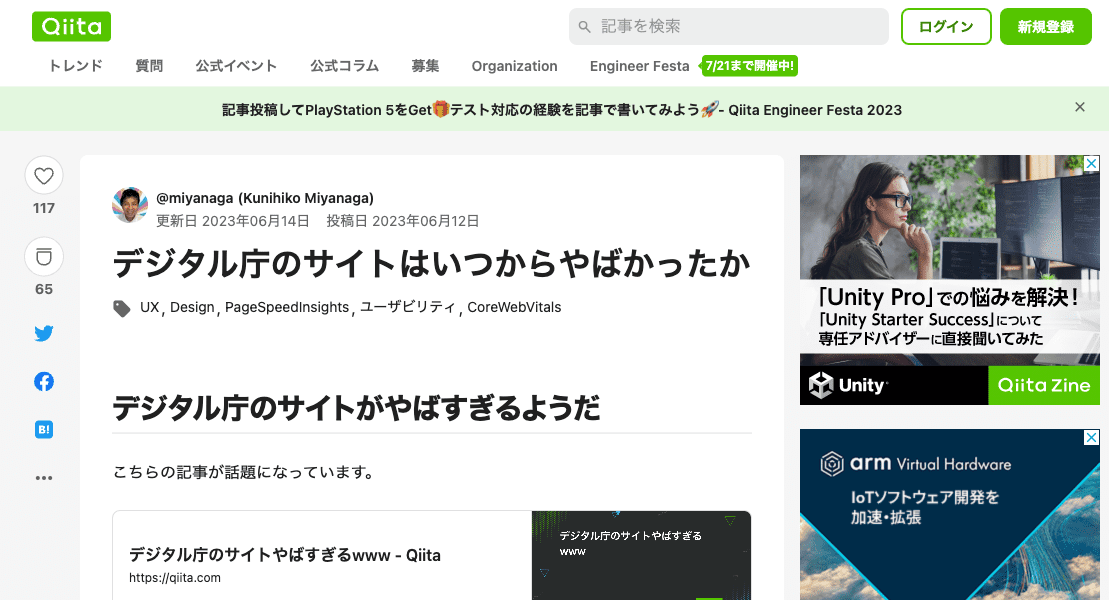 Qiita
記事を検索
ログイン
新規登録
トレンド 質問 公式イベント 公式コラム 募集 Organization Engineer Festa 7/21まで開催中!
記事投稿してPlayStation 5をGet🎁テスト対応の経験を記事で書いてみよう🚀- Qiita Engineer Festa 2023
117
65
B!
@miyanaga (Kunihiko Miyanaga)
更新日 2023年06月14日 投稿日 2023年06月12日
デジタル庁のサイトはいつからやばかったか
UX, Design, PageSpeedInsights, ユーザビリティ, CoreWebVitals
デジタル庁のサイトがやばすぎるようだ
こちらの記事が話題になっています。
デジタル庁のサイトやばすぎるwww - Qiita
https://qiita.com
デジタル庁のサイトやばすぎる
www
「Unity Pro」での悩みを解決!
「Unity Starter Success」について
専任アドバイザーに直接聞いてみた
Unity
Qiita Zine
arm Virtual Hardware
IoTソフトウェア開発を
加速・拡張